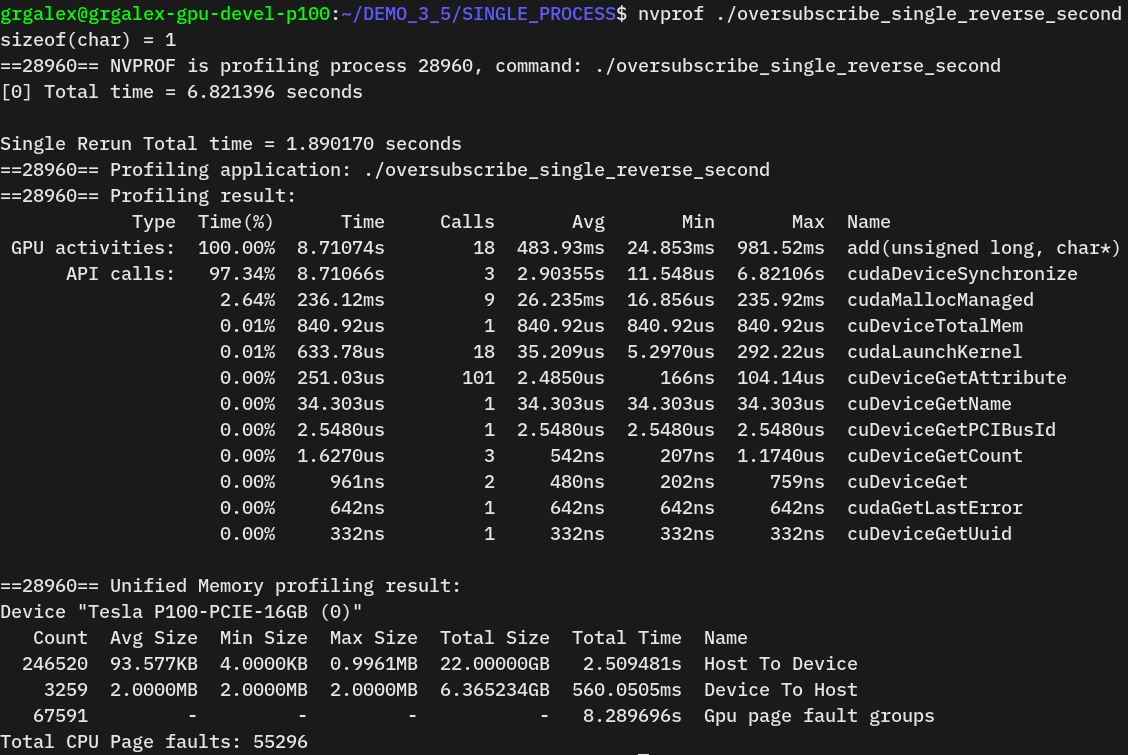 grgalex@grgalex-gpu-devel-p100:~/DEMO_3_5/SINGLE_PROCESS$ nvprof ./oversubscribe_single_reverse_second
sizeof(char) = 1
==28960== NVPROF is profiling process 28960, command: ./oversubscribe_single_reverse_second
[0] Total time = 6.821396 seconds

Single Rerun Total time = 1.890170 seconds
==28960== Profiling application: ./oversubscribe_single_reverse_second
==28960== Profiling result:
            Type  Time(%)      Time     Calls       Avg       Min       Max  Name
 GPU activities:  100.00%  8.71074s        18  483.93ms  24.853ms  981.52ms  add(unsigned long, char*)
      API calls:   97.34%  8.71066s         3  2.90355s  11.548us  6.82106s  cudaDeviceSynchronize
                    2.64%  236.12ms         9  26.235ms  16.856us  235.92ms  cudaMallocManaged
                    0.01%  840.92us         1  840.92us  840.92us  840.92us  cuDeviceTotalMem
                    0.01%  633.78us        18  35.209us  5.2970us  292.22us  cudaLaunchKernel
                    0.00%  251.03us       101  2.4850us     166ns  104.14us  cuDeviceGetAttribute
                    0.00%  34.303us         1  34.303us  34.303us  34.303us  cuDeviceGetName
                    0.00%  2.5480us         1  2.5480us  2.5480us  2.5480us  cuDeviceGetPCIBusId
                    0.00%  1.6270us         3     542ns     207ns  1.1740us  cuDeviceGetCount
                    0.00%     961ns         2     480ns     202ns     759ns  cuDeviceGet
                    0.00%     642ns         1     642ns     642ns     642ns  cudaGetLastError
                    0.00%     332ns         1     332ns     332ns     332ns  cuDeviceGetUuid

==28960== Unified Memory profiling result:
Device "Tesla P100-PCIE-16GB (0)"
   Count  Avg Size  Min Size  Max Size  Total Size  Total Time  Name
  246520  93.577KB  4.0000KB  0.9961MB  22.00000GB   2.509481s  Host To Device
    3259  2.0000MB  2.0000MB  2.0000MB  6.365234GB  560.0505ms  Device To Host
   67591         -         -         -           -   8.289696s  Gpu page fault groups
Total CPU Page faults: 55296